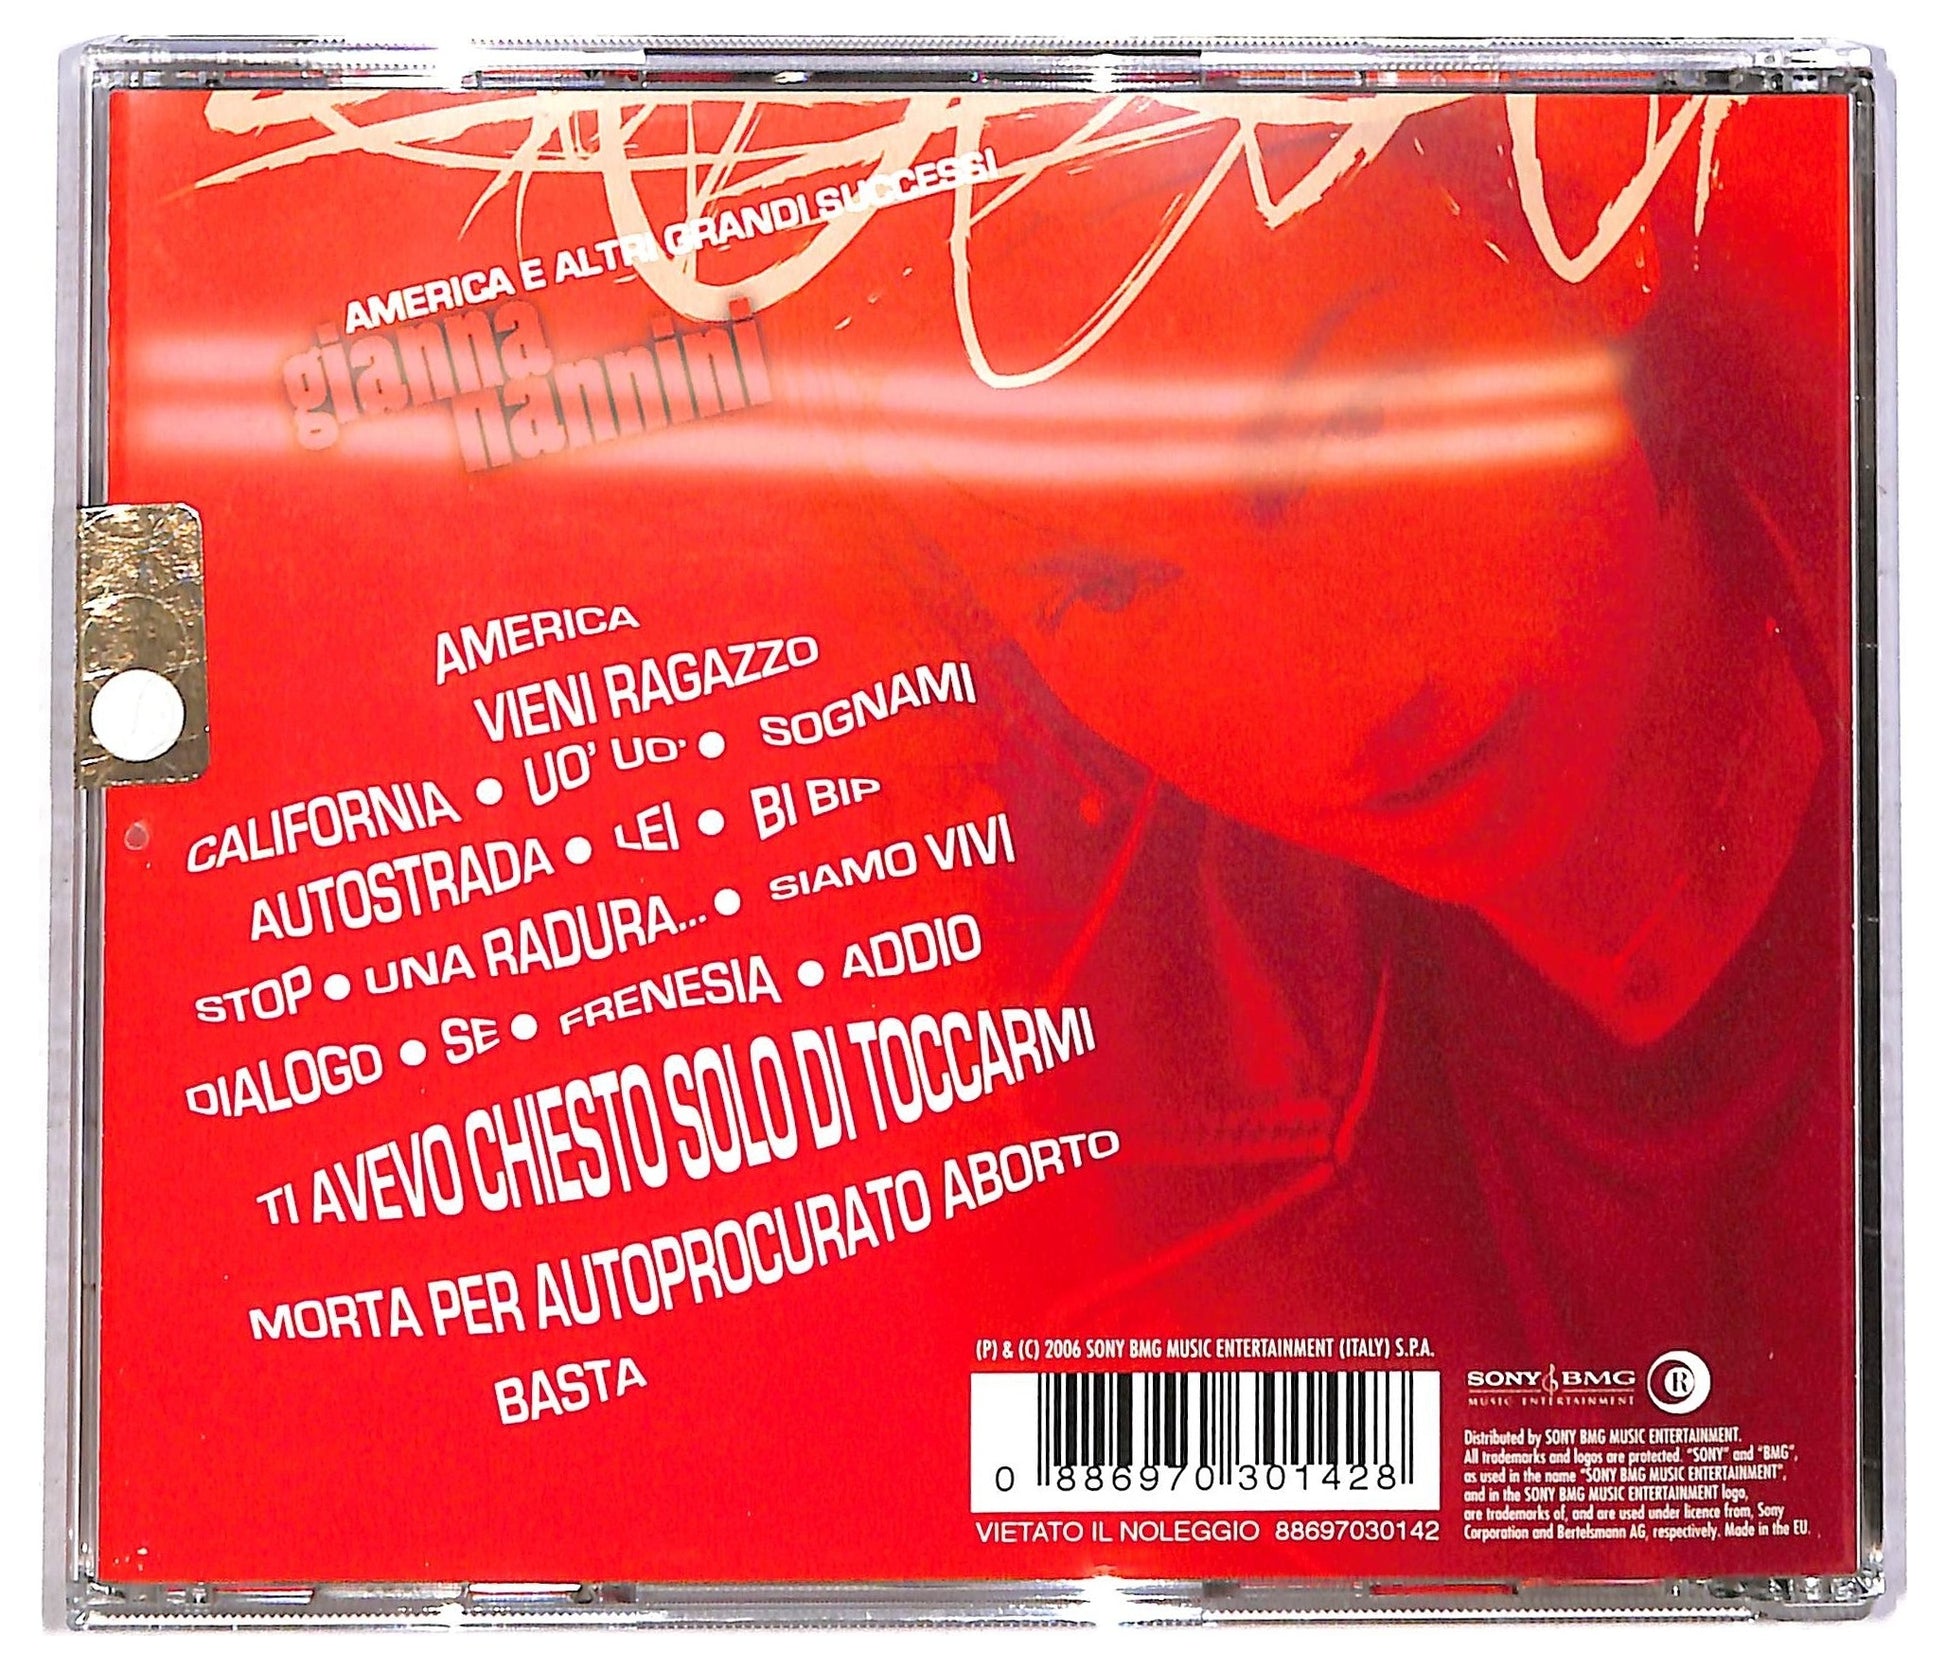 AMERICA E ALTRI GRANDI SUCCESSI
gianna
nannini
AMERICA
VIENI RAGAZZO
CALIFORNIA • UO' UO' • SOGNAMI
AUTOSTRADA • LEI • BI BIP
STOP • UNA RADURA... • SIAMO VIVI
DIALOGO • SE • FRENESIA • ADDIO
TI AVEVO CHIESTO SOLO DI TOCCARMI
MORTA PER AUTOPROCURATO ABORTO
BASTA
(P) & (C) 2006 SONY BMG MUSIC ENTERTAINMENT (ITALY) S.P.A.
0 886970 301428
VIETATO IL NOLEGGIO 88697030142
SONY BMG
MUSIC ENTERTAINMENT
R
Distributed by SONY BMG MUSIC ENTERTAINMENT.
All trademarks and logos are protected. "SONY" and "BMG",
as used in the name "SONY BMG MUSIC ENTERTAINMENT",
and in the SONY BMG MUSIC ENTERTAINMENT logo,
are trademarks of, and are used under licence from, Sony
Corporation and Bertelsmann AG, respectively. Made in the EU.